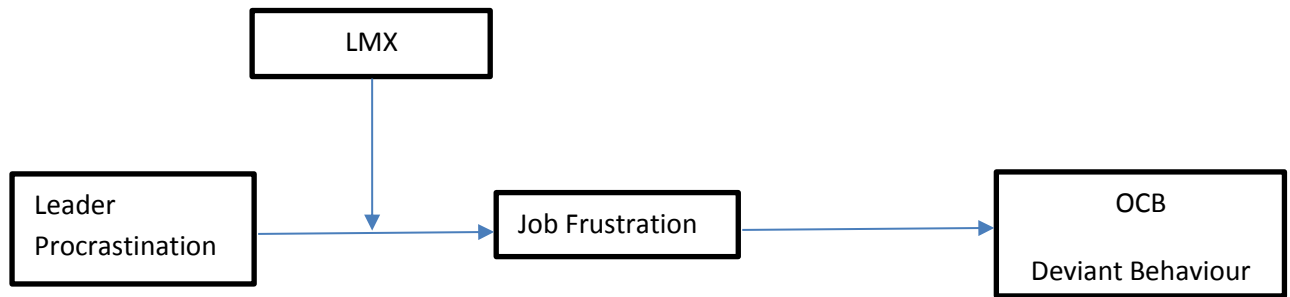 LMX
Leader
Procrastination
Job Frustration
OCB
Deviant Behaviour